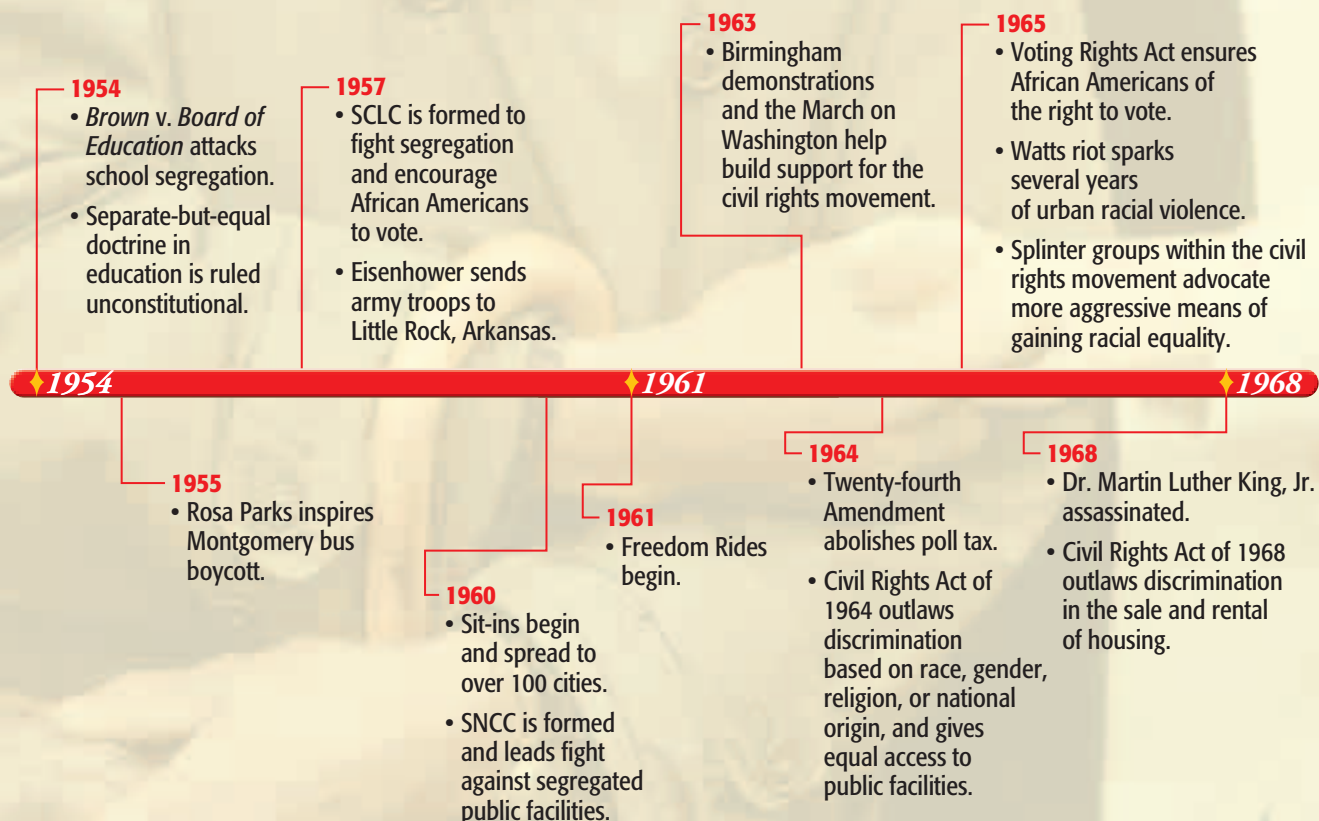 1954
• Brown v. Board of
Education attacks
school segregation.
• Separate-but-equal
doctrine in
education is ruled
unconstitutional.
1957
• SCLC is formed to
fight segregation
and encourage
African Americans
to vote.
• Eisenhower sends
army troops to
Little Rock, Arkansas.
1963
• Birmingham
demonstrations
and the March on
Washington help
build support for the
civil rights movement.
1965
• Voting Rights Act ensures
African Americans of
the right to vote.
• Watts riot sparks
several years
of urban racial violence.
• Splinter groups within the civil
rights movement advocate
more aggressive means of
gaining racial equality.
1954
1961
1968
1955
• Rosa Parks inspires
Montgomery bus
boycott.
1960
• Sit-ins begin
and spread to
over 100 cities.
• SNCC is formed
and leads fight
against segregated
public facilities.
1961
• Freedom Rides
begin.
1964
• Twenty-fourth
Amendment
abolishes poll tax.
• Civil Rights Act of
1964 outlaws
discrimination
based on race, gender,
religion, or national
origin, and gives
equal access to
public facilities.
1968
• Dr. Martin Luther King, Jr.
assassinated.
• Civil Rights Act of 1968
outlaws discrimination
in the sale and rental
of housing.